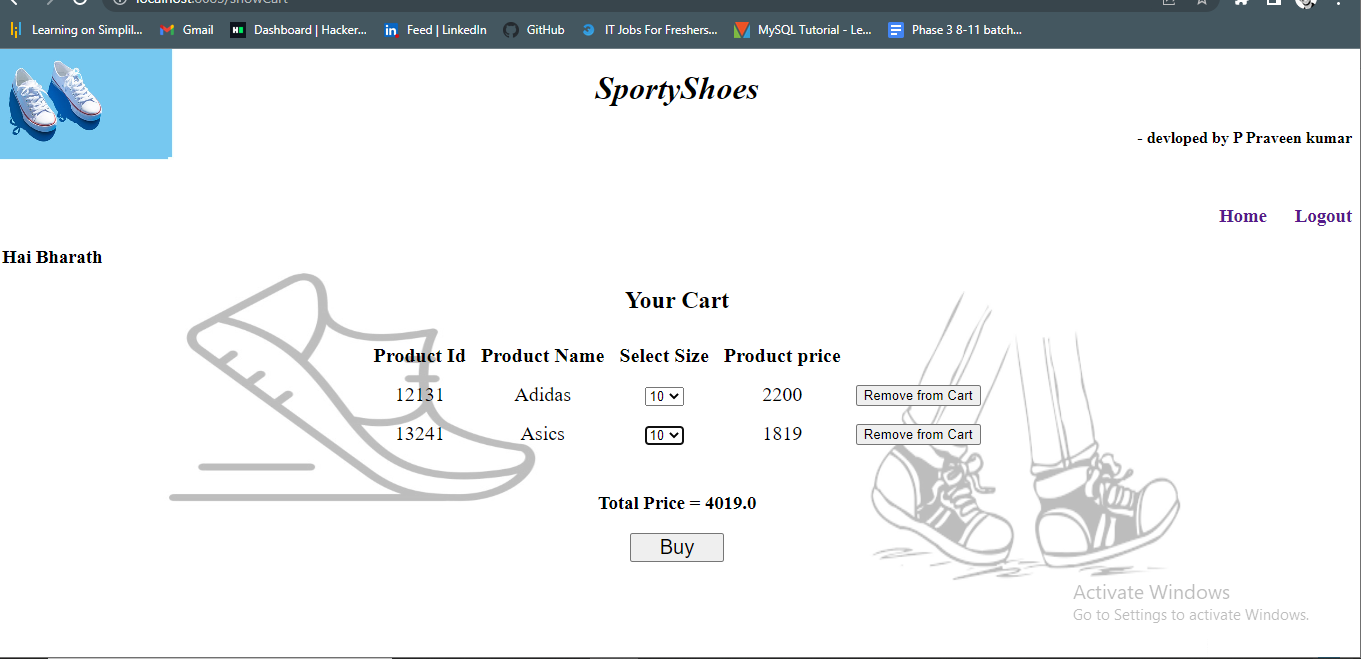 localhost:8085/showCart
Learning on Simplil... Gmail Dashboard | Hacker... Feed | LinkedIn GitHub IT Jobs For Freshers... MySQL Tutorial - Le... Phase 3 8-11 batch...
SportyShoes
- devloped by P Praveen kumar
Home Logout
Hai Bharath
Your Cart
Product Id Product Name Select Size Product price
12131 Adidas 10 2200 Remove from Cart
13241 Asics 10 1819 Remove from Cart
Total Price = 4019.0
Buy
Activate Windows
Go to Settings to activate Windows.